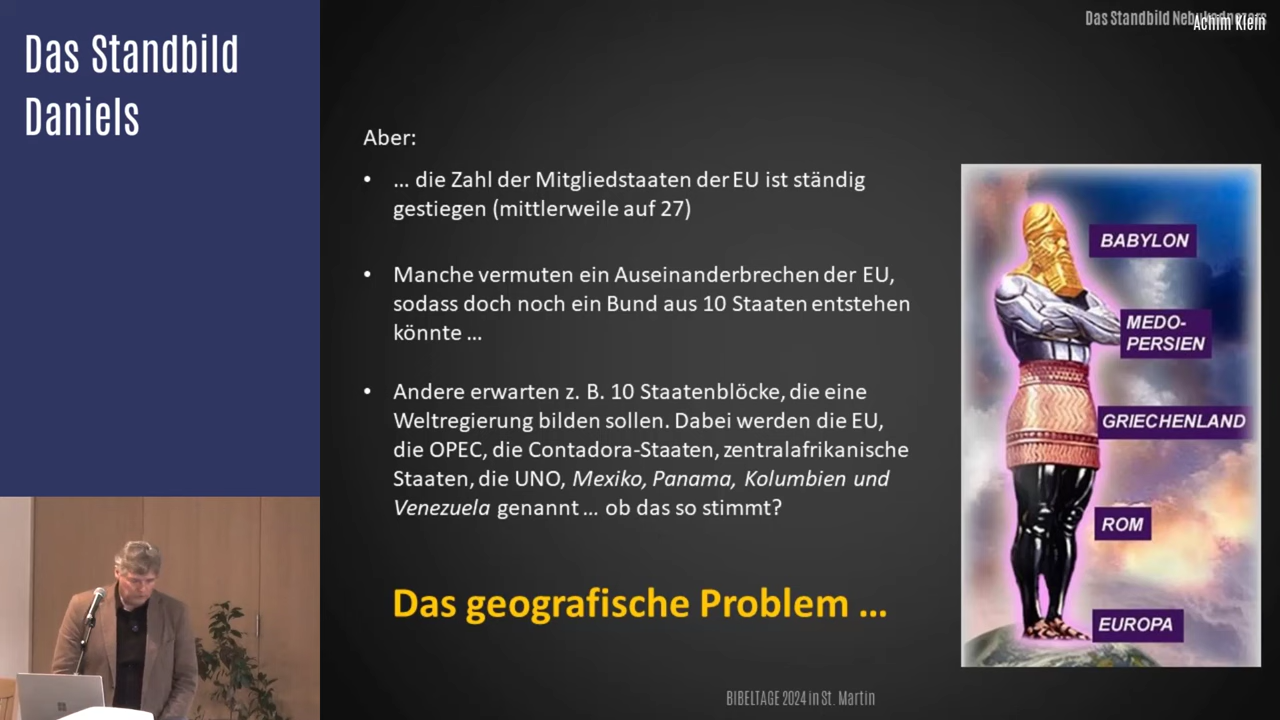 Das Standbild
Daniels
Das Standbild Nebukadnezars
Achim Klein
Aber:
• … die Zahl der Mitgliedstaaten der EU ist ständig
gestiegen (mittlerweile auf 27)
• Manche vermuten ein Auseinanderbrechen der EU,
sodass doch noch ein Bund aus 10 Staaten entstehen
könnte …
• Andere erwarten z. B. 10 Staatenblöcke, die eine
Weltregierung bilden sollen. Dabei werden die EU,
die OPEC, die Contadora-Staaten, zentralafrikanische
Staaten, die UNO, Mexiko, Panama, Kolumbien und
Venezuela genannt … ob das so stimmt?
Das geografische Problem …
BABYLON
MEDO-
PERSIEN
GRIECHENLAND
ROM
EUROPA
BIBELTAGE 2024 in St. Martin